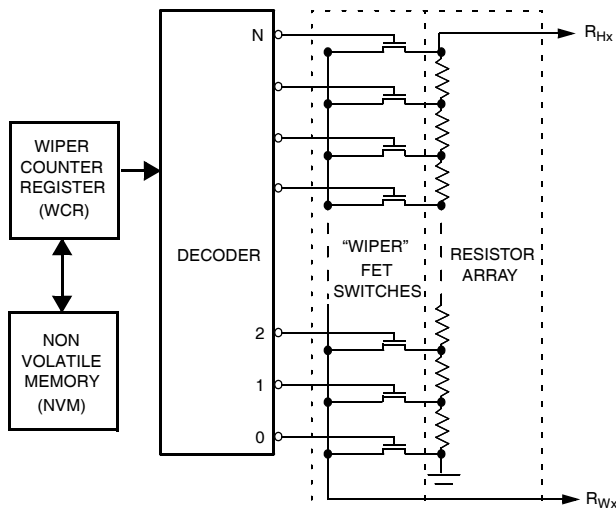 N
R_Hx
WIPER
COUNTER
REGISTER
(WCR)
DECODER
“WIPER”
FET
SWITCHES
RESISTOR
ARRAY
NON
VOLATILE
MEMORY
(NVM)
2
1
0
R_Wx